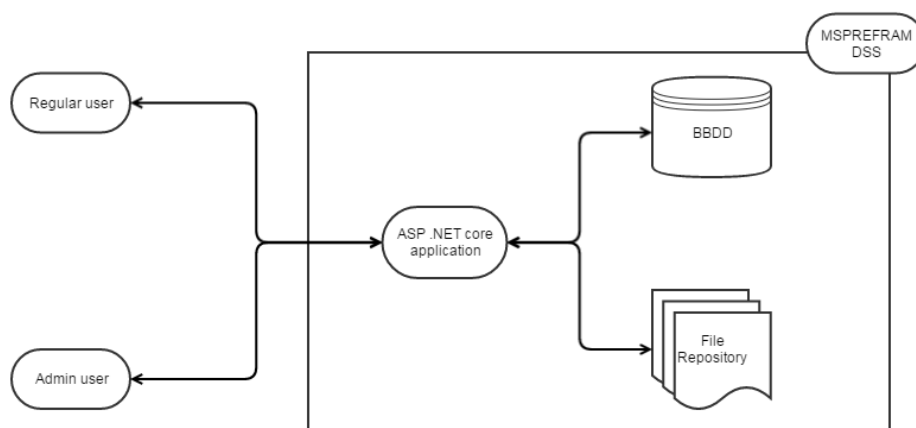 MSPREFRAM
DSS
Regular user
BBDD
ASP .NET core
application
File
Repository
Admin user